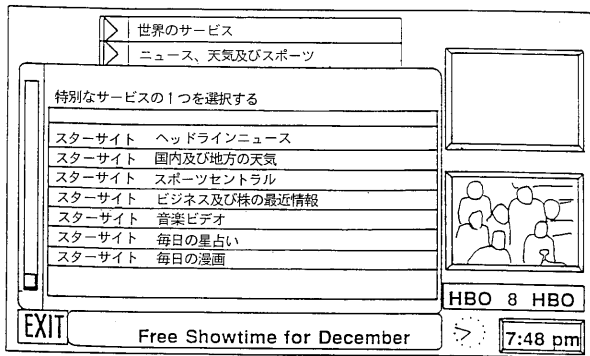 世界のサービス
ニュース、天気及びスポーツ
特別なサービスの1つを選択する
スターサイト ヘッドラインニュース
スターサイト 国内及び地方の天気
スターサイト スポーツセントラル
スターサイト ビジネス及び株の最近情報
スターサイト 音楽ビデオ
スターサイト 毎日の星占い
スターサイト 毎日の漫画
HBO 8 HBO
EXIT
Free Showtime for December
7:48 pm